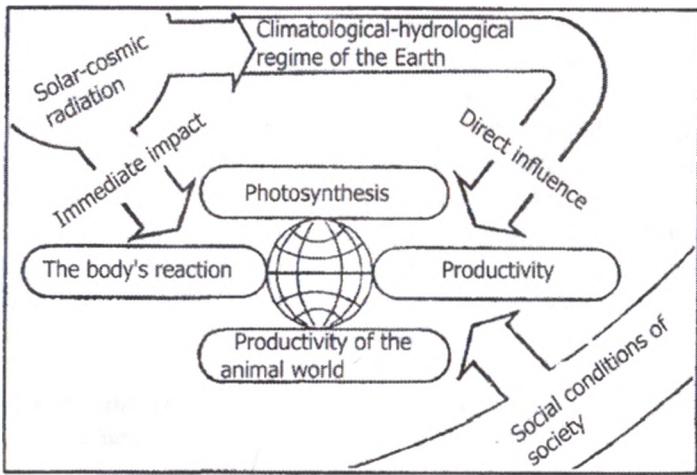 Solar-cosmic
radiation
Climatological-hydrological
regime of the Earth
Immediate impact
Direct influence
Photosynthesis
The body's reaction
Productivity
Productivity of the
animal world
Social conditions of
society